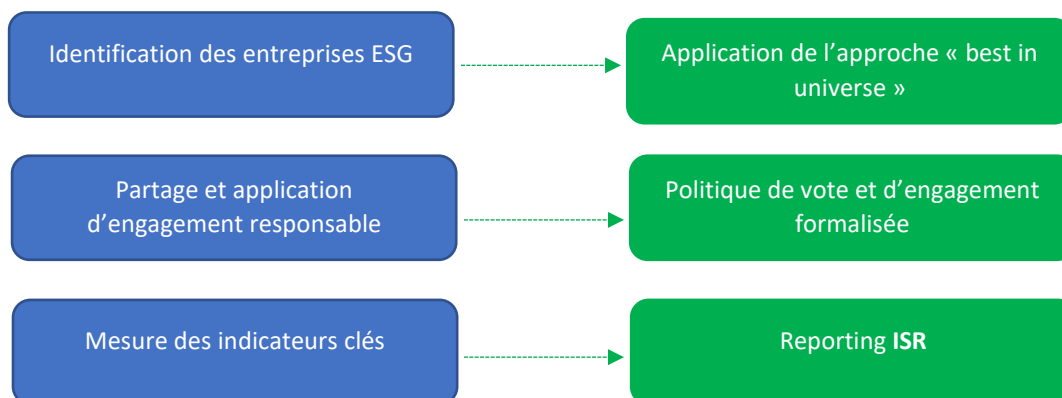 Identification des entreprises ESG
Application de l’approche « best in
universe »
Partage et application
d’engagement responsable
Politique de vote et d’engagement
formalisée
Mesure des indicateurs clés
Reporting ISR